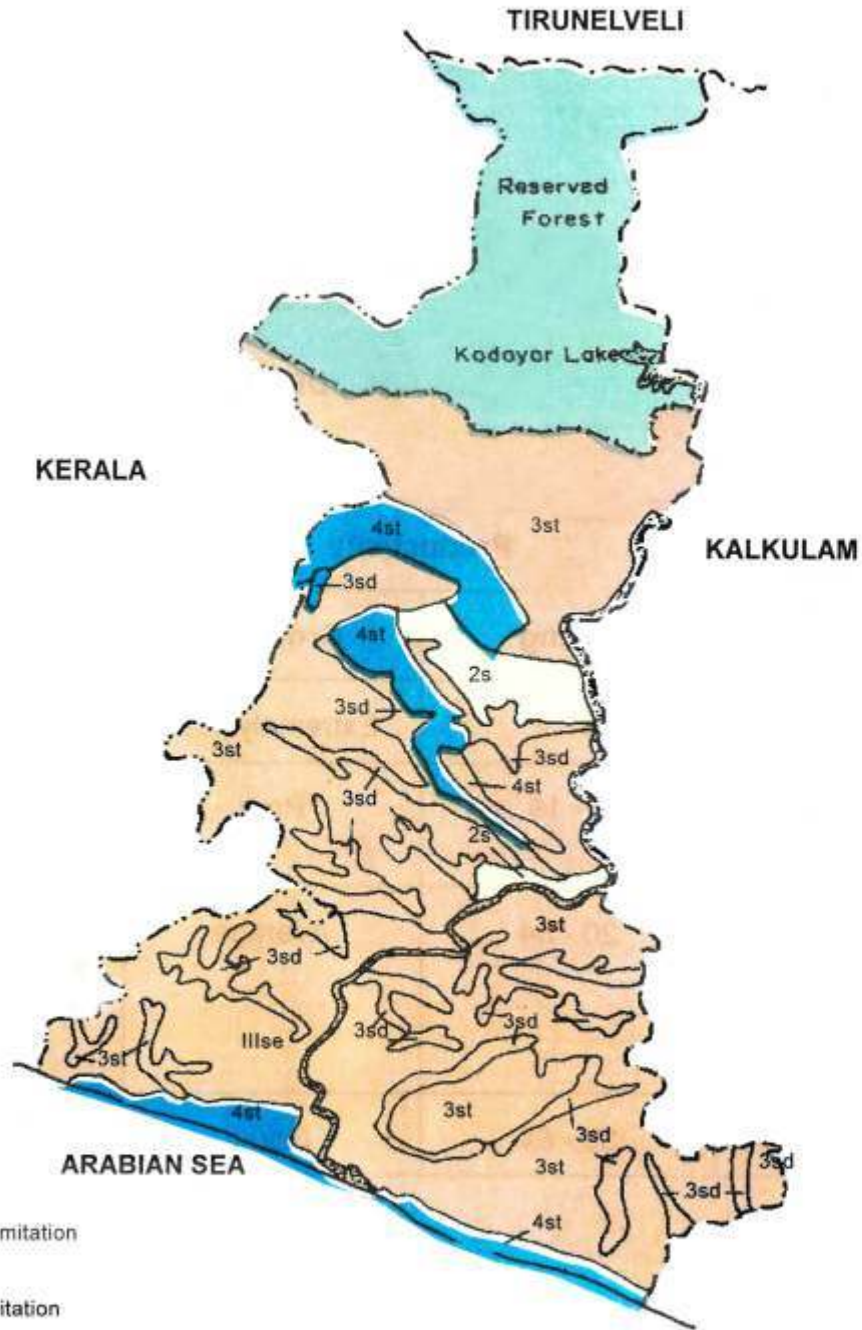 TIRUNELVELI
Reserved
Forest
Kodayar Lake
KERALA
4st
3st
KALKULAM
3sd
4st
2s
3sd
3st
3sd
3sd
4st
2s
3st
3sd
3sd
3sd
IIIse
3st
4st
3st
3sd
ARABIAN SEA
3st
3sd
3sd
4st
mitation
itation